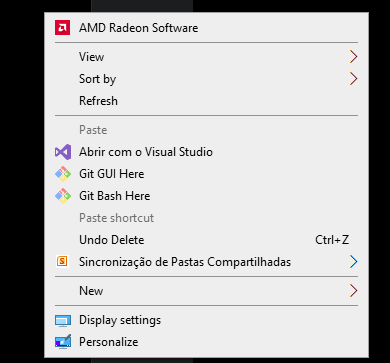 AMD Radeon Software
View
Sort by
Refresh
Paste
Abrir com o Visual Studio
Git GUI Here
Git Bash Here
Paste shortcut
Undo Delete Ctrl+Z
Sincronização de Pastas Compartilhadas
New
Display settings
Personalize